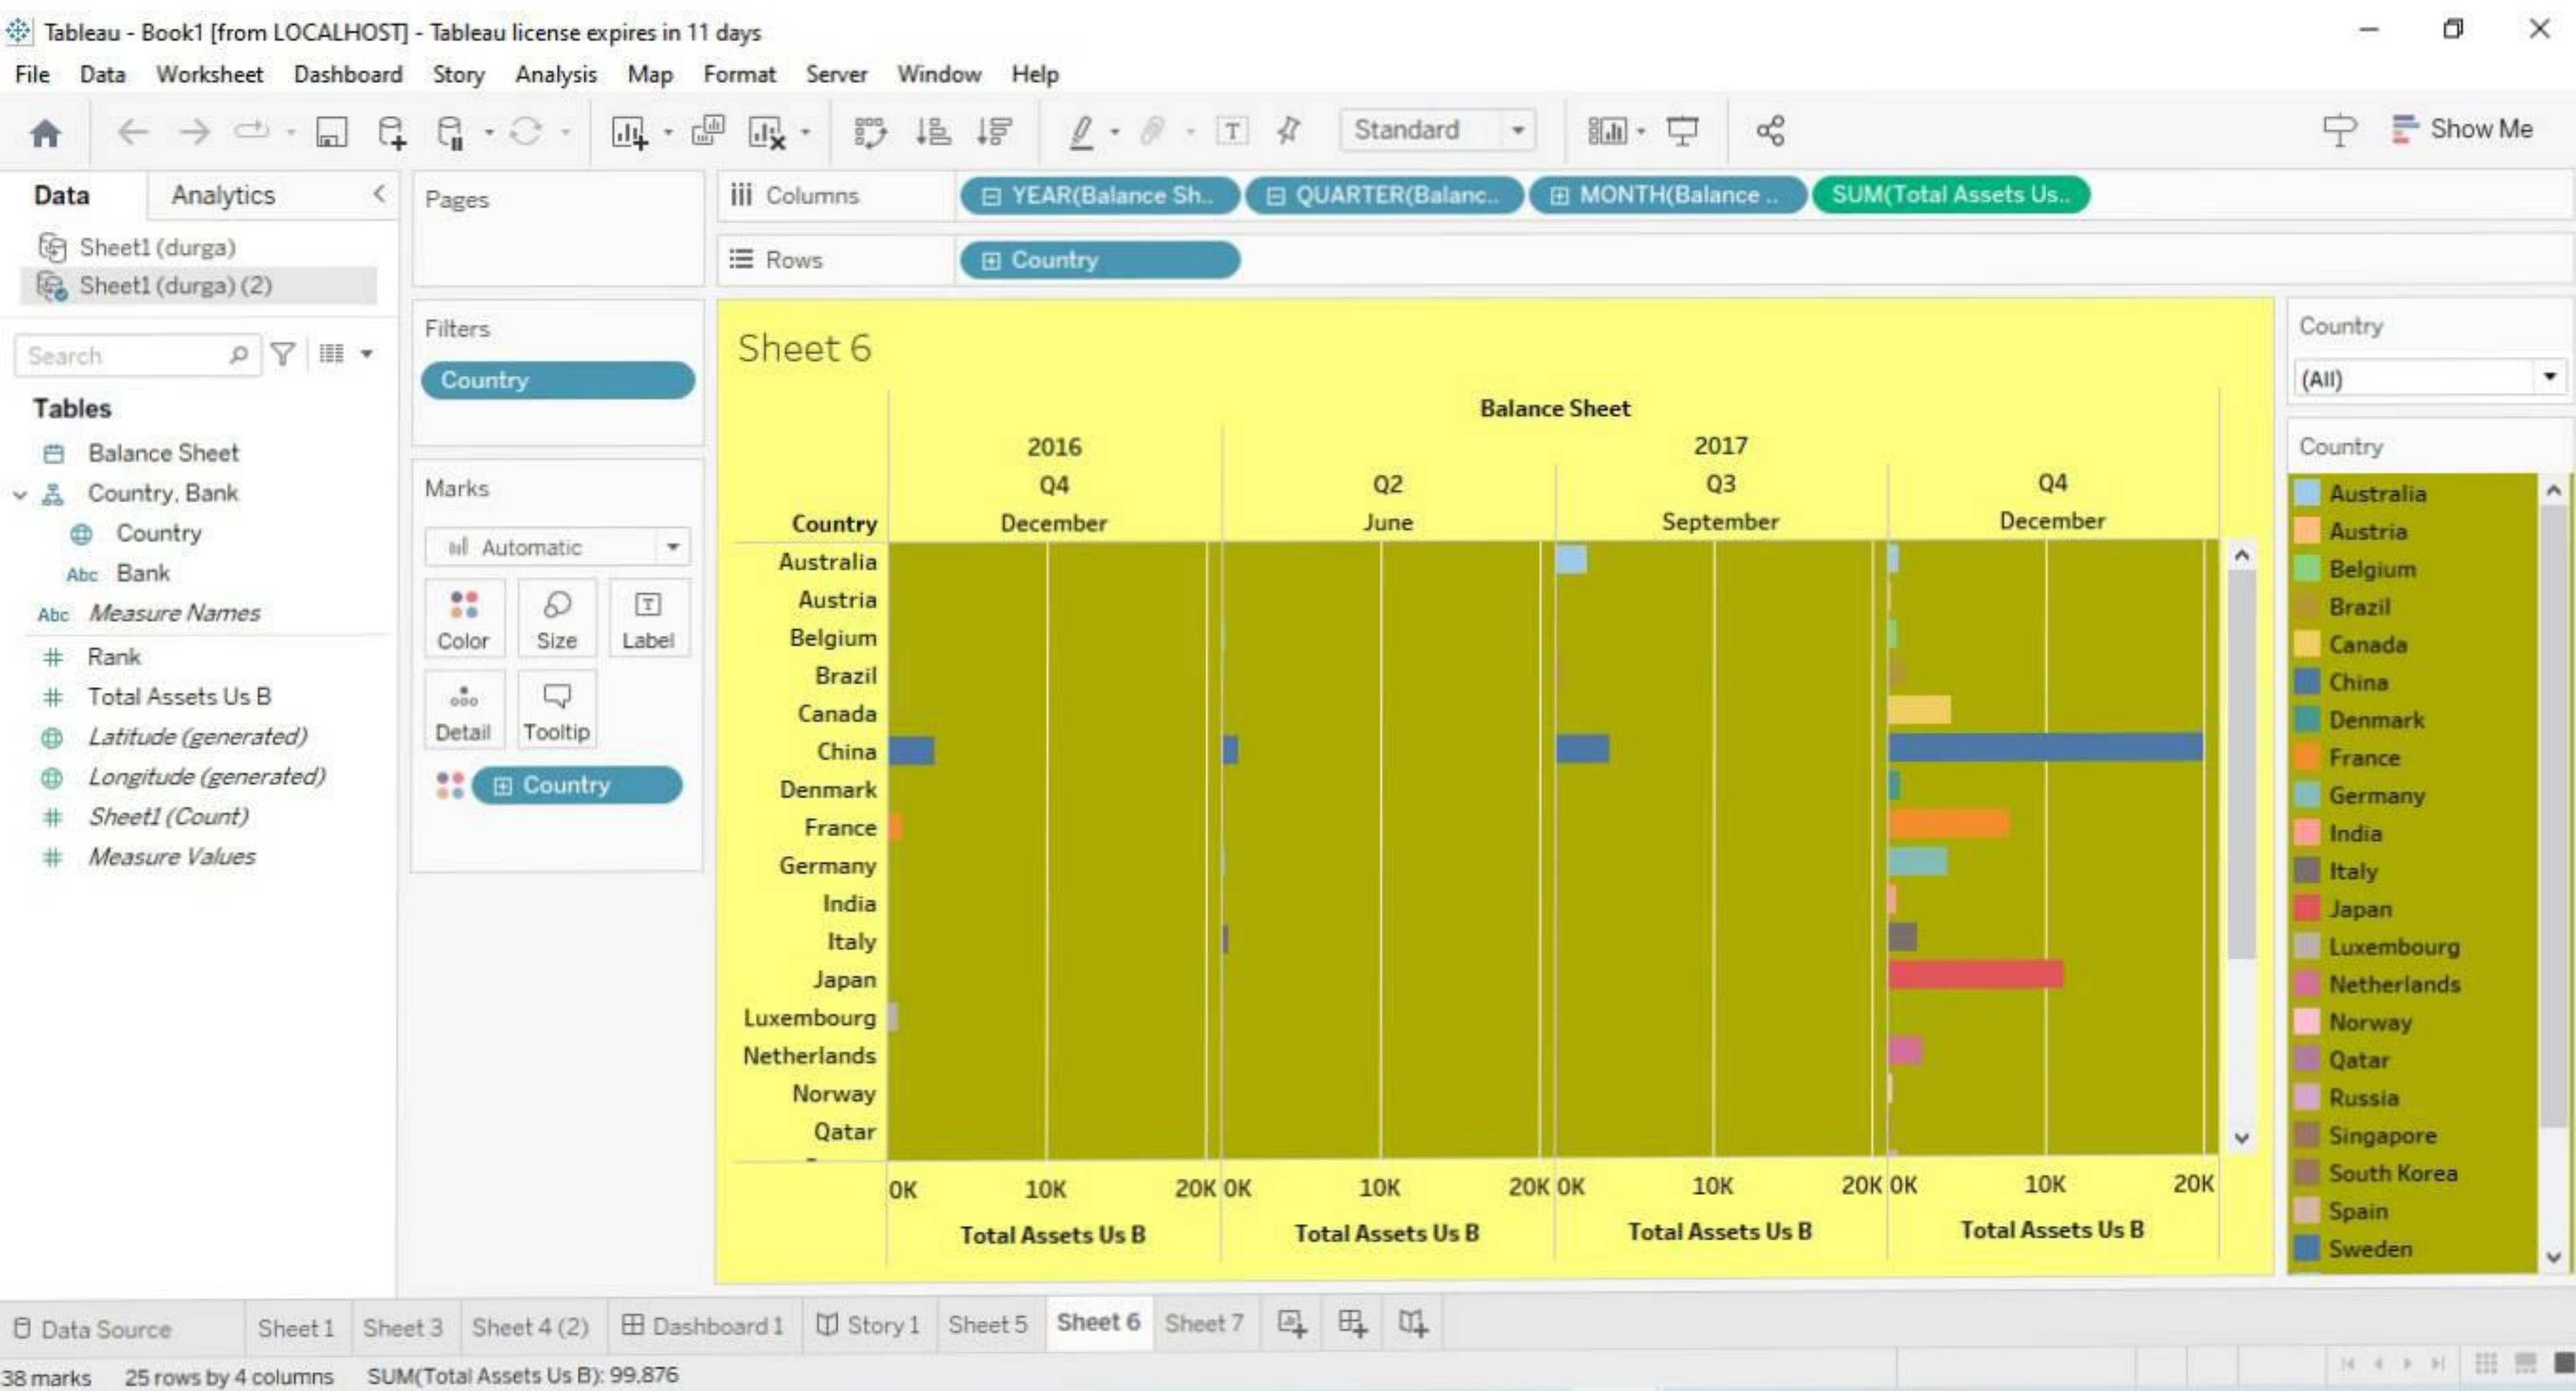 Tableau - Book1 [from LOCALHOST] - Tableau license expires in 11 days
File Data Worksheet Dashboard Story Analysis Map Format Server Window Help
Standard
Show Me
Data Analytics
Sheet1 (durga)
Sheet1 (durga) (2)
Search
Tables
Balance Sheet
Country, Bank
Country
Abc Bank
Abc Measure Names
# Rank
# Total Assets Us B
Latitude (generated)
Longitude (generated)
# Sheet1 (Count)
# Measure Values
Pages
Filters
Country
Marks
Automatic
Color Size Label
Detail Tooltip
Country
Columns YEAR(Balance Sh.. QUARTER(Balanc.. MONTH(Balance .. SUM(Total Assets Us..
Rows Country
Sheet 6
Balance Sheet
2016 2017
Q4 Q2 Q3 Q4
Country December June September December
Australia
Austria
Belgium
Brazil
Canada
China
Denmark
France
Germany
India
Italy
Japan
Luxembourg
Netherlands
Norway
Qatar
0K 10K 20K 0K 10K 20K 0K 10K 20K 0K 10K 20K
Total Assets Us B Total Assets Us B Total Assets Us B Total Assets Us B
Country
(All)
Country
Australia
Austria
Belgium
Brazil
Canada
China
Denmark
France
Germany
India
Italy
Japan
Luxembourg
Netherlands
Norway
Qatar
Russia
Singapore
South Korea
Spain
Sweden
Data Source Sheet 1 Sheet 3 Sheet 4 (2) Dashboard 1 Story 1 Sheet 5 Sheet 6 Sheet 7
38 marks 25 rows by 4 columns SUM(Total Assets Us B): 99.876